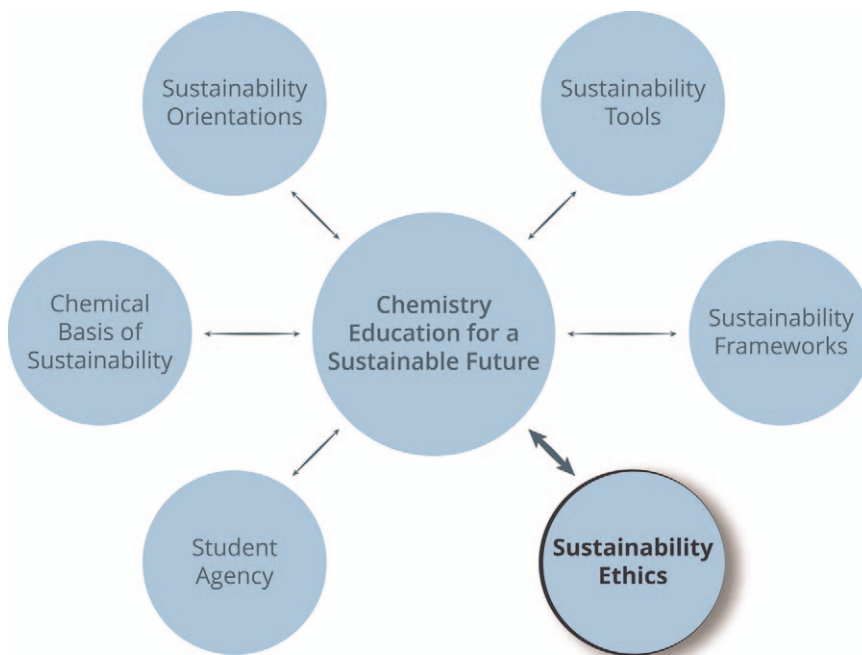 Sustainability
Orientations
Sustainability
Tools
Chemical
Basis of
Sustainability
Chemistry
Education for a
Sustainable Future
Sustainability
Frameworks
Student
Agency
Sustainability
Ethics